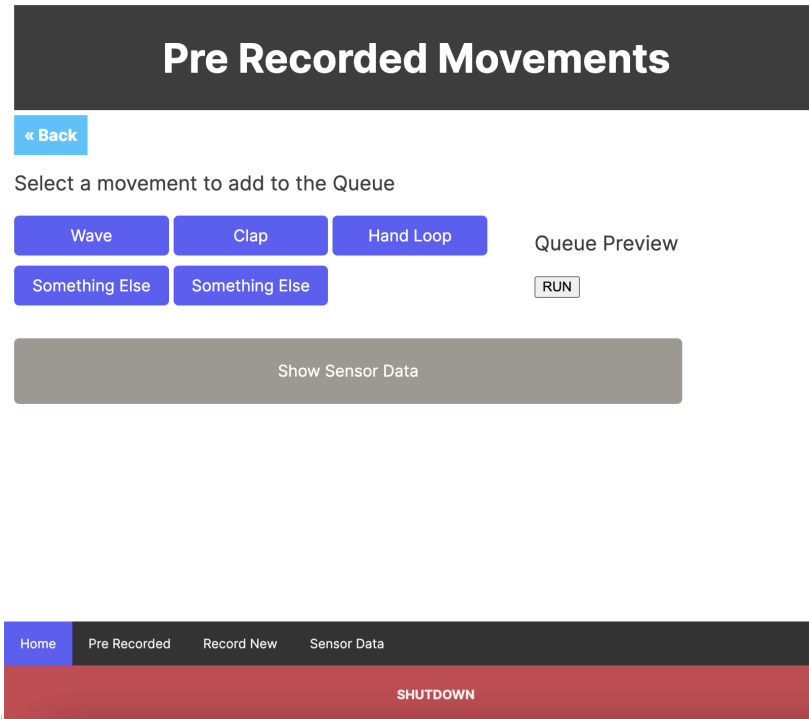 Pre Recorded Movements
« Back
Select a movement to add to the Queue
Wave Clap Hand Loop
Queue Preview
Something Else Something Else
RUN
Show Sensor Data
Home Pre Recorded Record New Sensor Data
SHUTDOWN